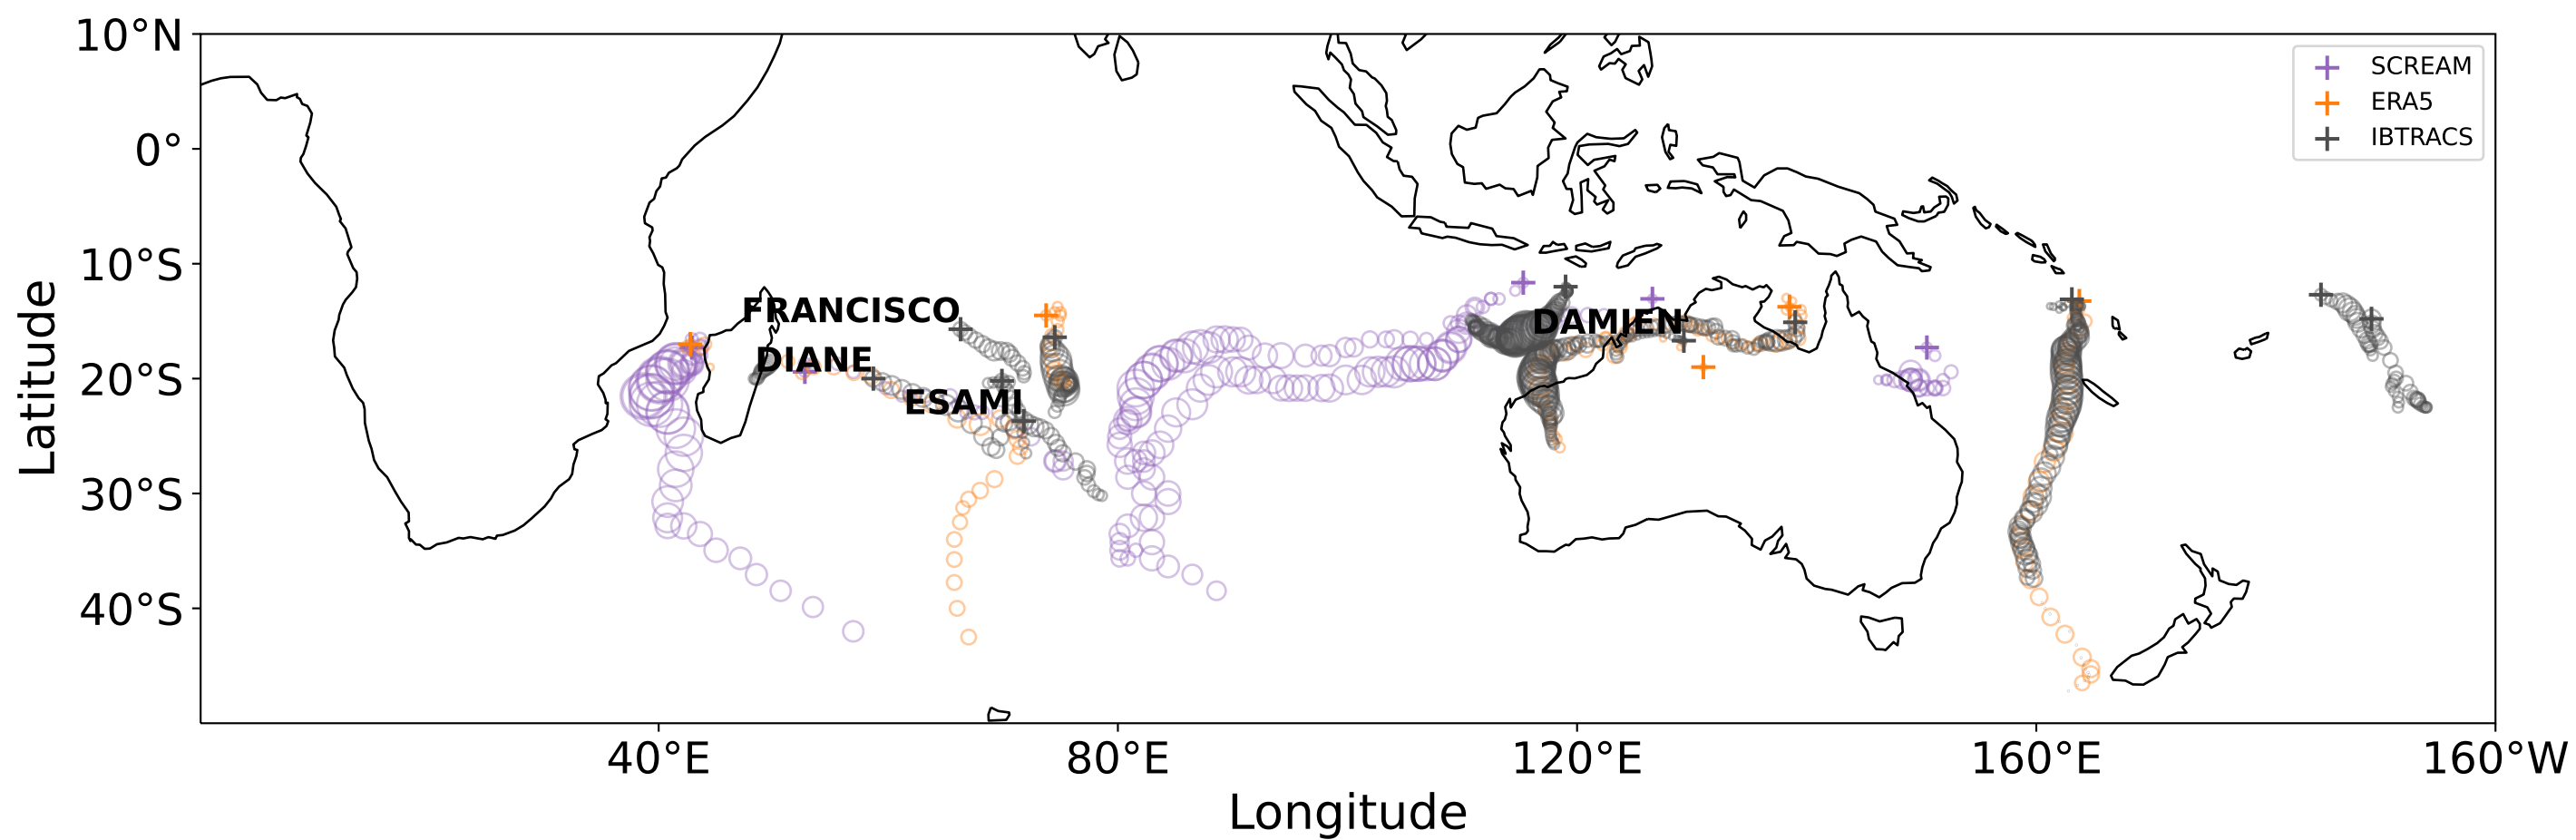 10°N
0°
10°S
20°S
30°S
40°S
Latitude
SCREAM
ERA5
IBTRACS
FRANCISCO
DIANE
ESAMI
DAMIEN
40°E
80°E
120°E
160°E
160°W
Longitude